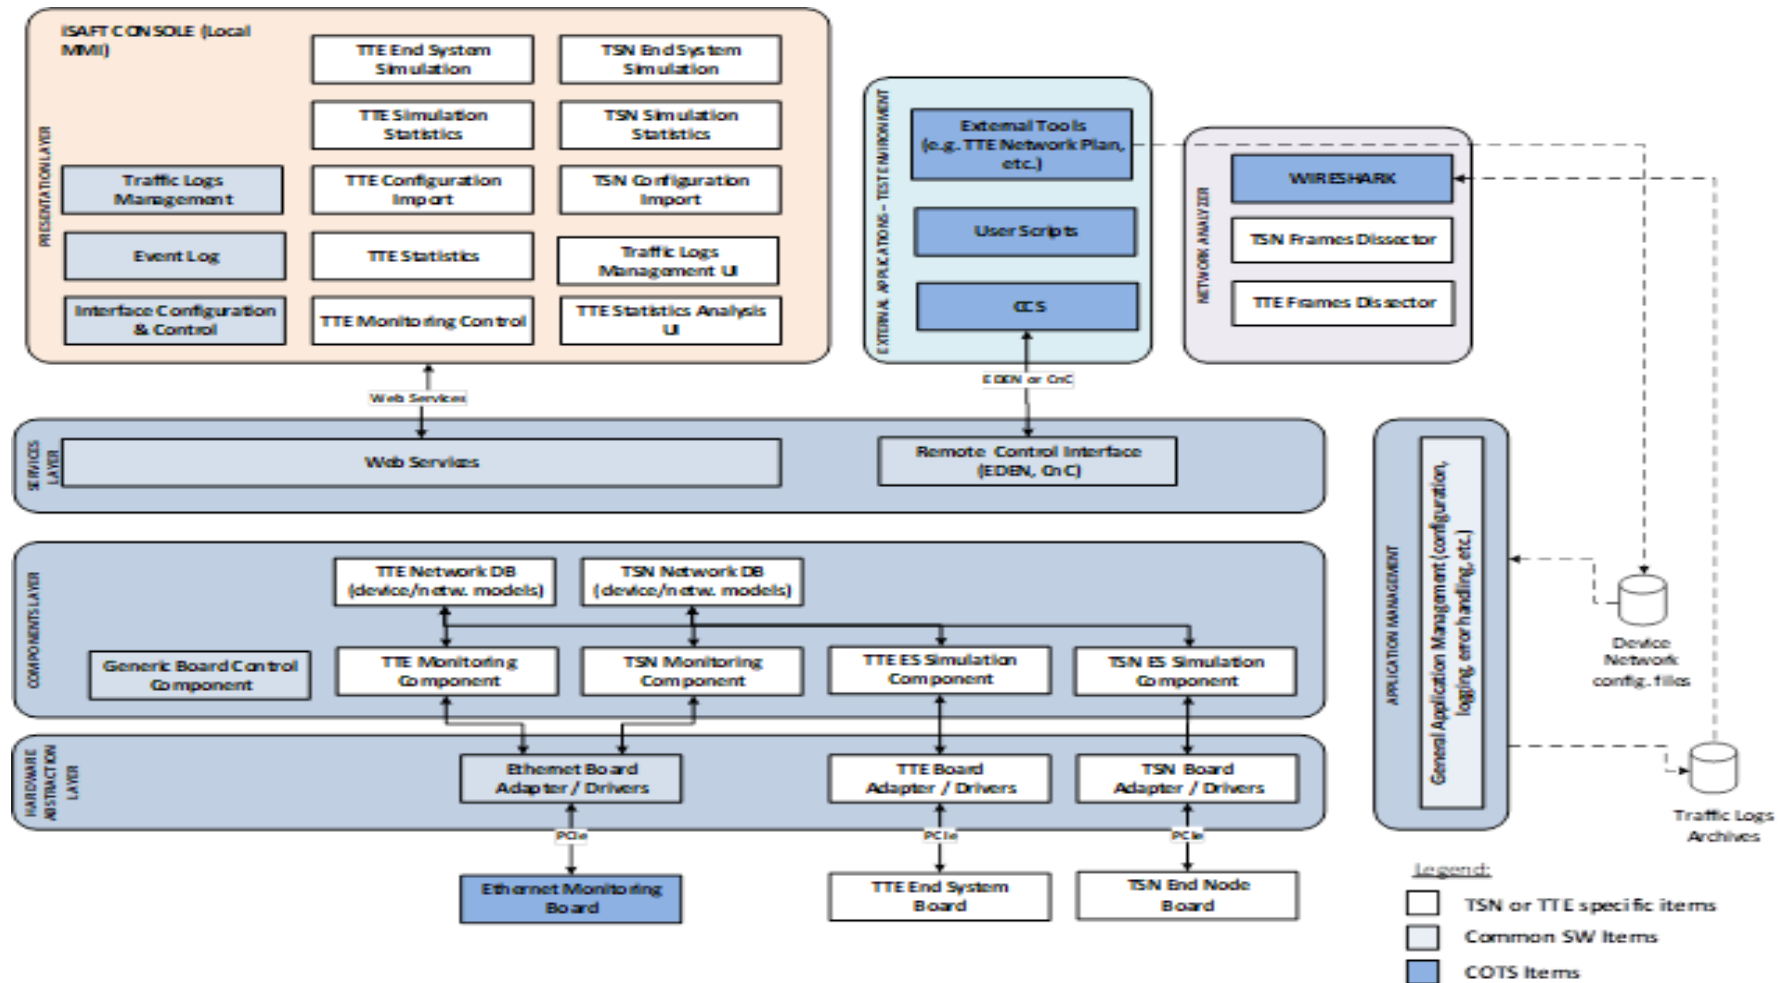 ISAFT CONSOLE (Local
MMI)
PRESENTATION LAYER
TTE End System
Simulation
TSN End System
Simulation
TTE Simulation
Statistics
TSN Simulation
Statistics
Traffic Logs
Management
TTE Configuration
Import
TSN Configuration
Import
Event Log
TTE Statistics
Traffic Logs
Management UI
Interface Configuration
& Control
TTE Monitoring Control
TTE Statistics Analysis
UI
EXTERNAL APPLICATIONS – TEST ENVIRONMENT
External Tools
(e.g. TTE Network Plan,
etc.)
User Scripts
CCS
NETWORK ANALYZER
WIRESHARK
TSN Frames Dissector
TTE Frames Dissector
Web Services
EDEN or CnC
SERVICES
LAYER
Web Services
Remote Control Interface
(EDEN, CnC)
COMPONENTS LAYER
TTE Network DB
(device/netw. models)
TSN Network DB
(device/netw. models)
Generic Board Control
Component
TTE Monitoring
Component
TSN Monitoring
Component
TTE ES Simulation
Component
TSN ES Simulation
Component
HARDWARE
ABSTRACTION
LAYER
Ethernet Board
Adapter / Drivers
TTE Board
Adapter / Drivers
TSN Board
Adapter / Drivers
PCIe
PCIe
PCIe
Ethernet Monitoring
Board
TTE End System
Board
TSN End Node
Board
APPLICATION MANAGEMENT
General Application Management (configuration,
logging, error handling, etc.)
Device
Network
config. files
Traffic Logs
Archives
Legend:
TSN or TTE specific items
Common SW Items
COTS Items